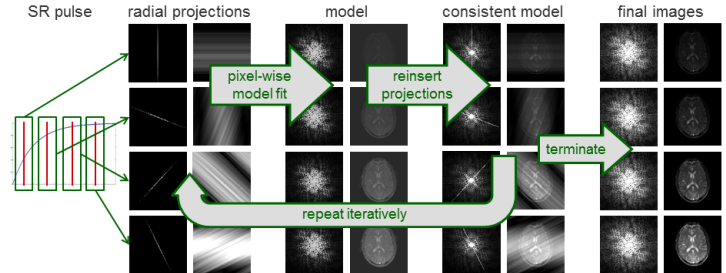 SR pulse
radial projections
model
consistent model
final images
pixel-wise
model fit
reinsert
projections
terminate
repeat iteratively